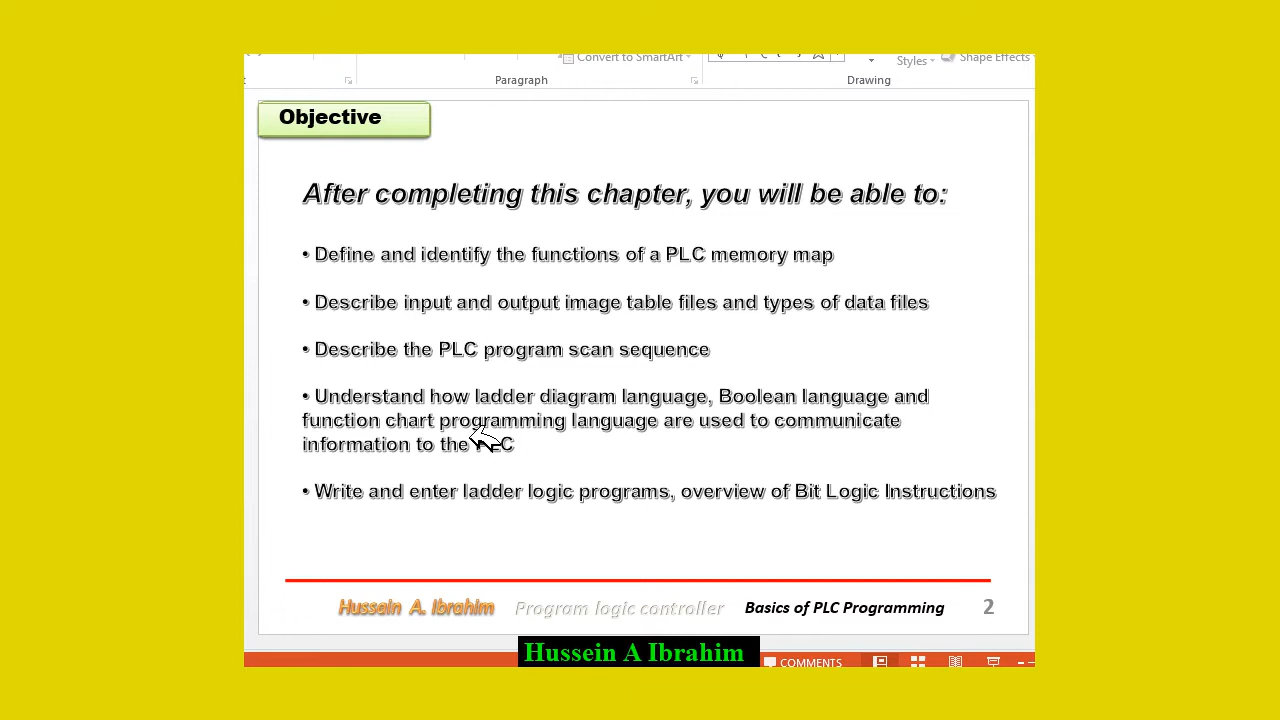 Convert to SmartArt
Styles
Shape Effects
Paragraph
Drawing
Objective
After completing this chapter, you will be able to:
• Define and identify the functions of a PLC memory map
• Describe input and output image table files and types of data files
• Describe the PLC program scan sequence
• Understand how ladder diagram language, Boolean language and
function chart programming language are used to communicate
information to the PLC
• Write and enter ladder logic programs, overview of Bit Logic Instructions
Hussein A. Ibrahim Program logic controller Basics of PLC Programming 2
Hussein A Ibrahim
COMMENTS